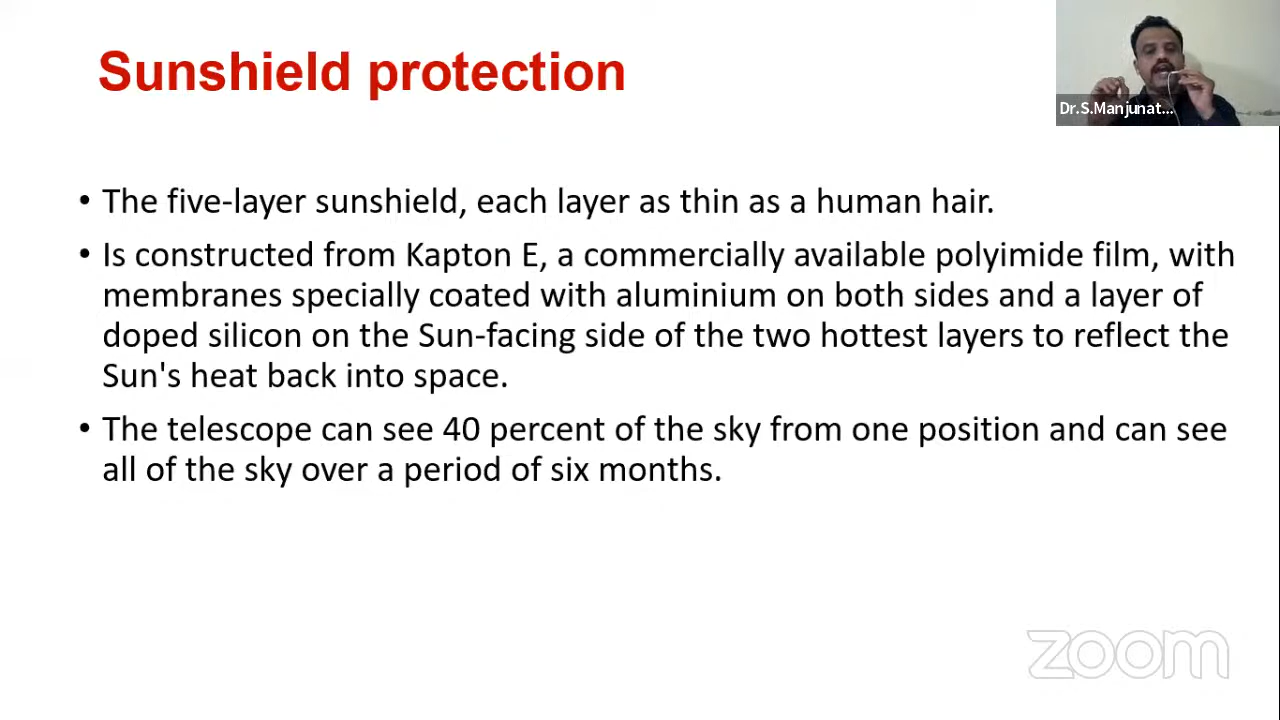 Sunshield protection
Dr.S.Manjunat...
• The five-layer sunshield, each layer as thin as a human hair.
• Is constructed from Kapton E, a commercially available polyimide film, with
membranes specially coated with aluminium on both sides and a layer of
doped silicon on the Sun-facing side of the two hottest layers to reflect the
Sun's heat back into space.
• The telescope can see 40 percent of the sky from one position and can see
all of the sky over a period of six months.
zoom